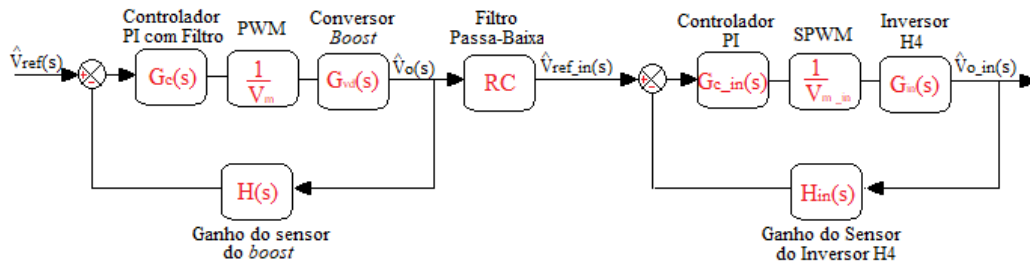 Controlador
PI com Filtro
PWM
Conversor
Boost
Filtro
Passa-Baixa
Controlador
PI
SPWM
Inversor
H4
V̂ref(s)
+
−
Gc(s)
1
Vm
Gvd(s)
V̂o(s)
RC
V̂ref_in(s)
+
−
Gc_in(s)
1
Vm_in
Gin(s)
V̂o_in(s)
H(s)
Hin(s)
Ganho do sensor
do boost
Ganho do Sensor
do Inversor H4